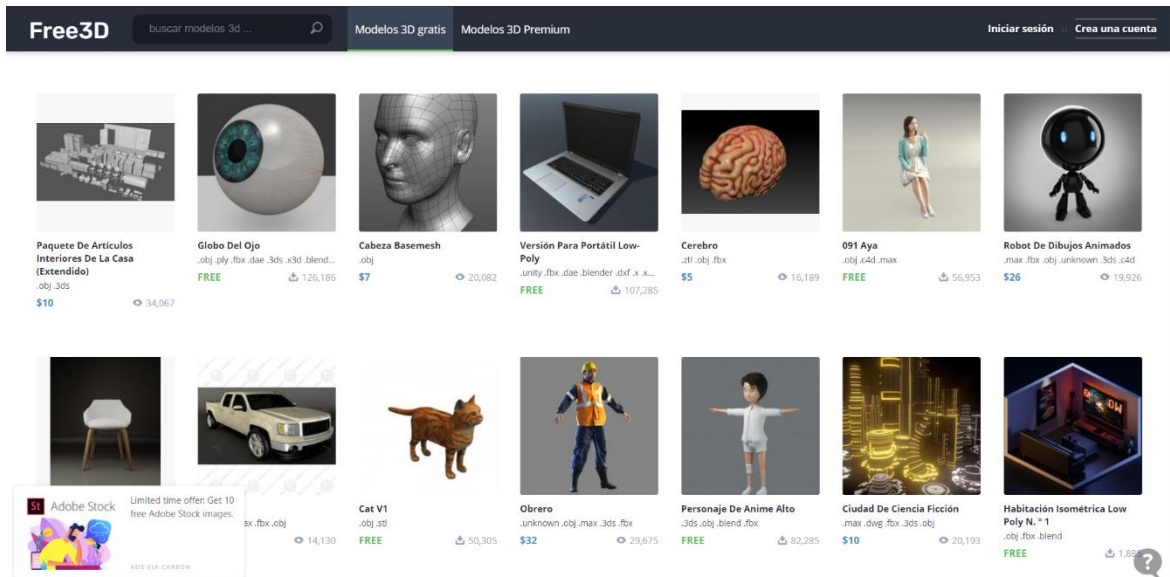 Free3D
buscar modelos 3d ...
Modelos 3D gratis
Modelos 3D Premium
Iniciar sesión
Crea una cuenta
Paquete De Artículos
Interiores De La Casa
(Extendido)
.obj .3ds
$10
34,067
Globo Del Ojo
.obj .ply .fbx .dae .3ds .x3d .blend...
FREE
126,186
Cabeza Basemesh
.obj
$7
20,082
Versión Para Portátil Low-
Poly
.unity .fbx .dae .blender .dxf .x .x...
FREE
107,285
Cerebro
.ztl .obj .fbx
$5
16,189
091 Aya
.obj .c4d .max
FREE
56,953
Robot De Dibujos Animados
.max .fbx .obj .unknown .3ds .c4d
$26
19,926
St Adobe Stock
Limited time offer: Get 10
free Adobe Stock images.
ADS VIA CARBON
.fbx .obj
14,130
Cat V1
.obj .stl
FREE
50,305
Obrero
.unknown .obj .max .3ds .fbx
$32
29,675
Personaje De Anime Alto
.3ds .obj .blend .fbx
FREE
82,285
Ciudad De Ciencia Ficción
.max .dwg .fbx .3ds .obj
$10
20,193
Habitación Isométrica Low
Poly N. º 1
.obj .fbx .blend
FREE
?